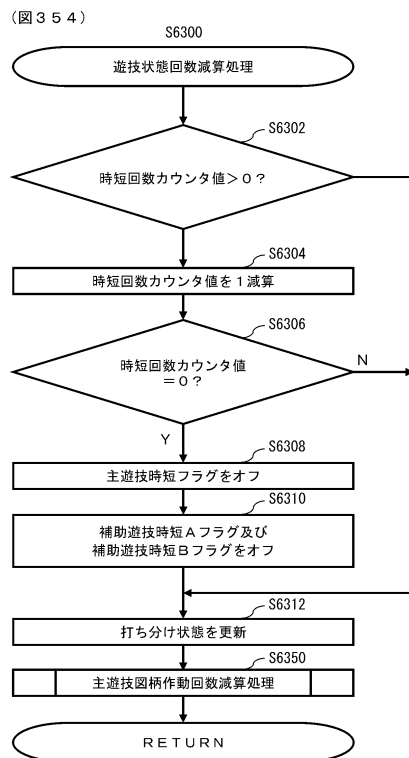 （図３５４）
S6300
遊技状態回数減算処理
S6302
時短回数カウンタ値＞０？
S6304
時短回数カウンタ値を１減算
S6306
時短回数カウンタ値
＝０？
N
Y
S6308
主遊技時短フラグをオフ
S6310
補助遊技時短Ａフラグ及び
補助遊技時短Ｂフラグをオフ
S6312
打ち分け状態を更新
S6350
主遊技図柄作動回数減算処理
ＲＥＴＵＲＮ